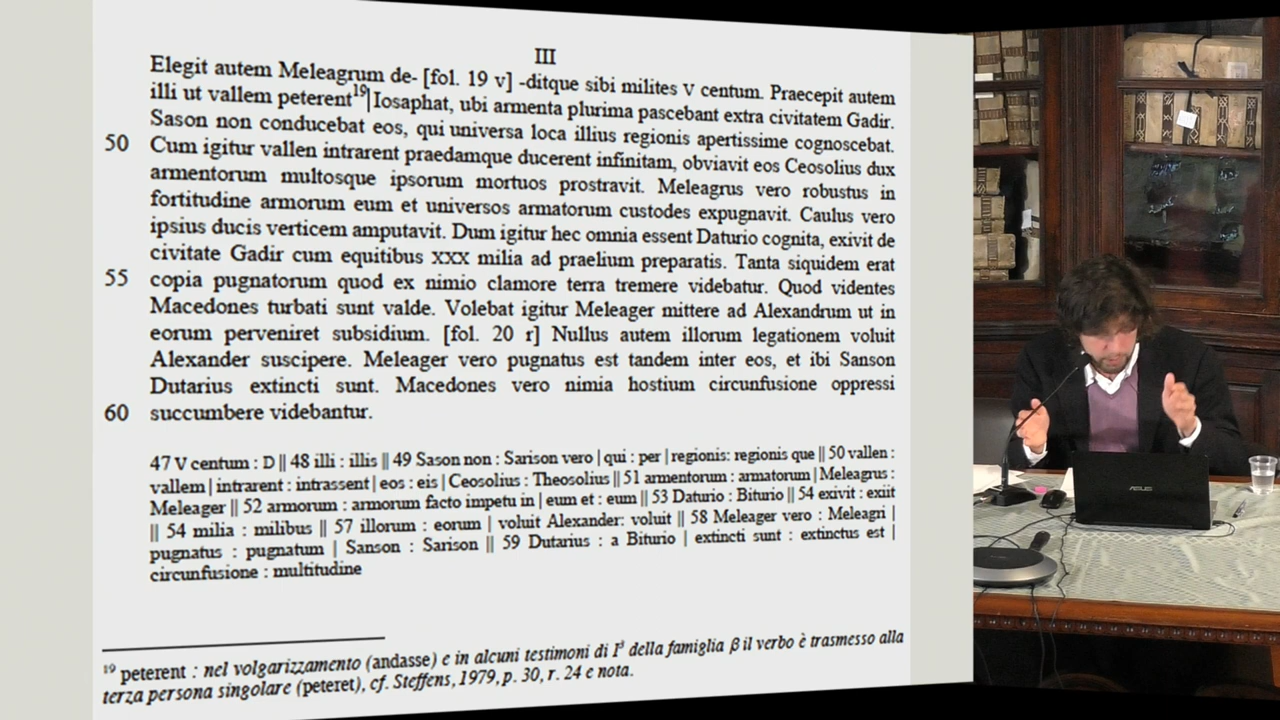 III
Elegit autem Meleagrum de- [fol. 19 v] -ditque sibi milites V centum. Praecepit autem
illi ut vallem peterent¹⁹| Iosaphat, ubi armenta plurima pascebant extra civitatem Gadir.
Sason non conducebat eos, qui universa loca illius regionis apertissime cognoscebat.
50 Cum igitur vallen intrarent praedamque ducerent infinitam, obviavit eos Ceosolius dux
armentorum multosque ipsorum mortuos prostravit. Meleagrus vero robustus in
fortitudine armorum eum et universos armatorum custodes expugnavit. Caulus vero
ipsius ducis verticem amputavit. Dum igitur hec omnia essent Daturio cognita, exivit de
civitate Gadir cum equitibus XXX milia ad praelium preparatis. Tanta siquidem erat
55 copia pugnatorum quod ex nimio clamore terra tremere videbatur. Quod videntes
Macedones turbati sunt valde. Volebat igitur Meleager mittere ad Alexandrum ut in
eorum perveniret subsidium. [fol. 20 r] Nullus autem illorum legationem voluit
Alexander suscipere. Meleager vero pugnatus est tandem inter eos, et ibi Sanson
Dutarius extincti sunt. Macedones vero nimia hostium circunfusione oppressi
60 succumbere videbantur.
47 V centum : D || 48 illi : illis || 49 Sason non : Sarison vero | qui : per | regionis: regionis que || 50 vallen :
vallem | intrarent : intrassent | eos : eis | Ceosolius : Theosolius || 51 armentorum : armatorum | Meleagrus :
Meleager || 52 armorum : armorum facto impetu in | eum et : eum || 53 Daturio : Biturio || 54 exivit : exiit
|| 54 milia : milibus || 57 illorum : eorum | voluit Alexander: voluit || 58 Meleager vero : Meleagri |
pugnatus : pugnatum | Sanson : Sarison || 59 Dutarius : a Biturio | extincti sunt : extinctus est |
circunfusione : multitudine
¹⁹ peterent : nel volgarizzamento (andasse) e in alcuni testimoni di I³ della famiglia β il verbo è trasmesso alla
terza persona singolare (peteret), cf. Steffens, 1979, p. 30, r. 24 e nota.
ASUS